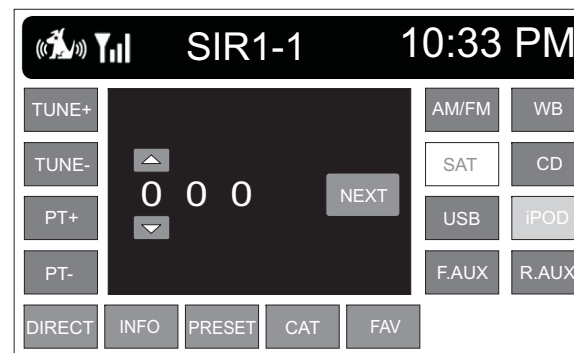 SIR1-1 10:33 PM
TUNE+ AM/FM WB
TUNE- SAT CD
0 0 0 NEXT
PT+ USB iPOD
PT- F.AUX R.AUX
DIRECT INFO PRESET CAT FAV